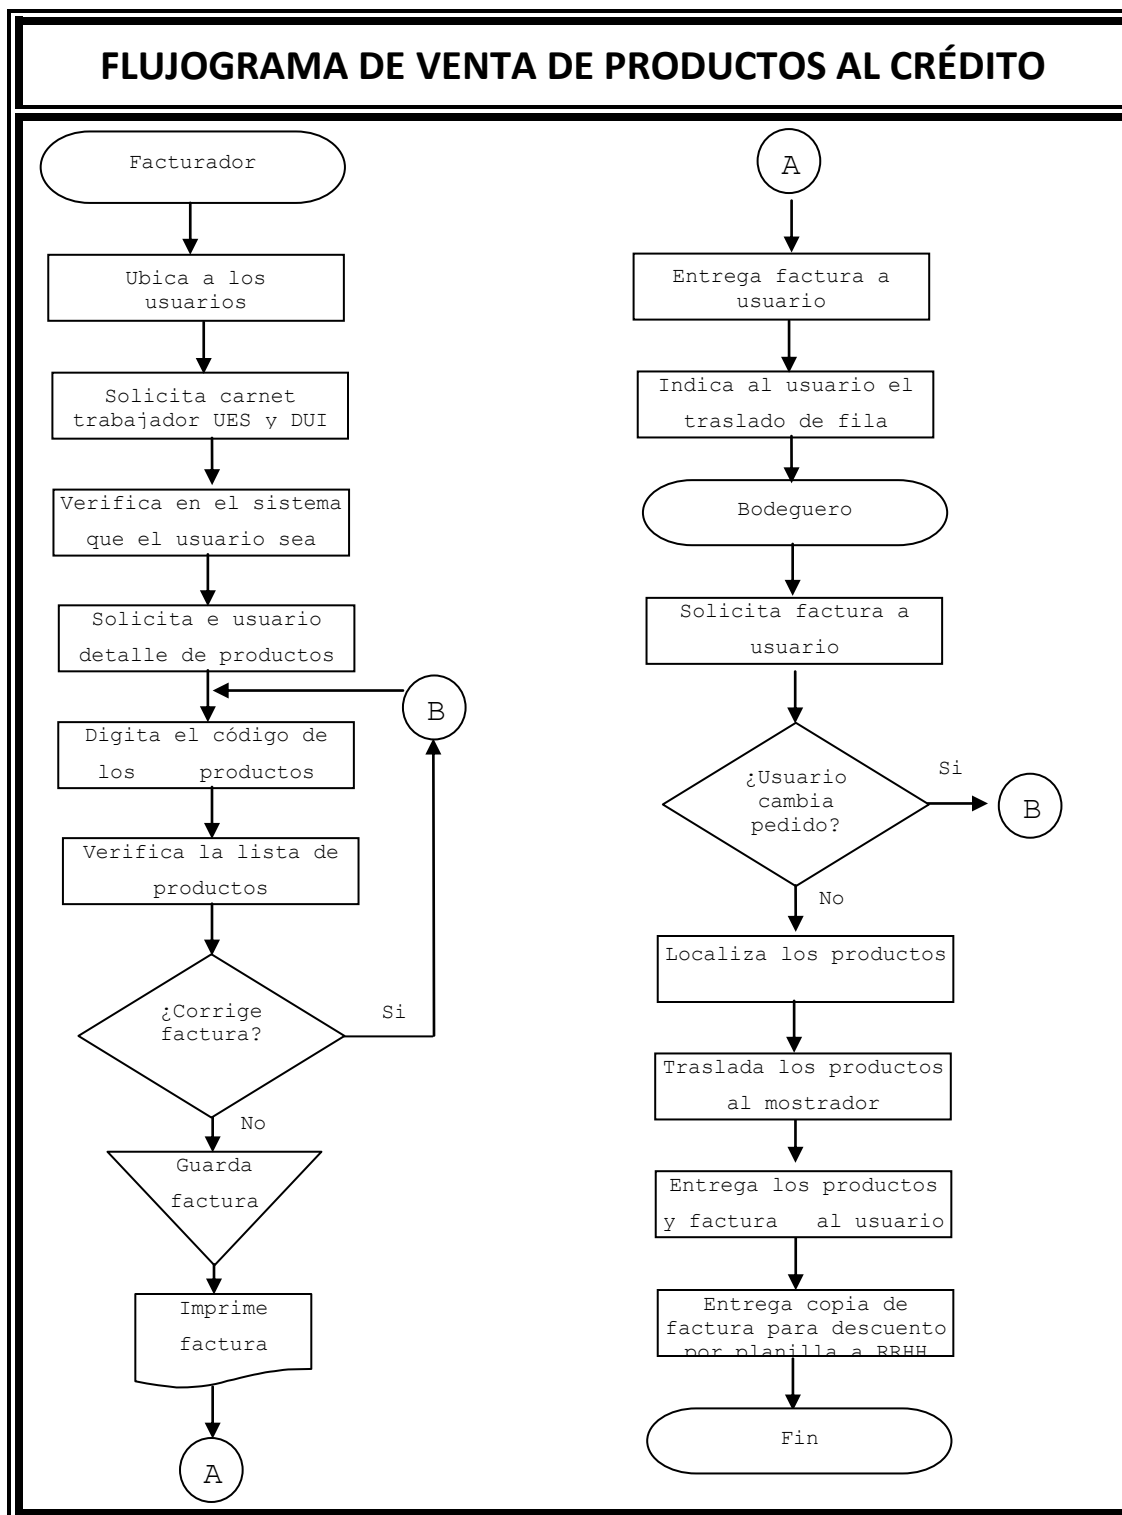 FLUJOGRAMA DE VENTA DE PRODUCTOS AL CRÉDITO
Facturador
Ubica a los
usuarios
Solicita carnet
trabajador UES y DUI
Verifica en el sistema
que el usuario sea
Solicita e usuario
detalle de productos
B
Digita el código de
los productos
Verifica la lista de
productos
¿Corrige
factura?
Si
No
Guarda
factura
Imprime
factura
A
A
Entrega factura a
usuario
Indica al usuario el
traslado de fila
Bodeguero
Solicita factura a
usuario
¿Usuario
cambia
pedido?
Si
B
No
Localiza los productos
Traslada los productos
al mostrador
Entrega los productos
y factura al usuario
Entrega copia de
factura para descuento
por planilla a RRHH
Fin